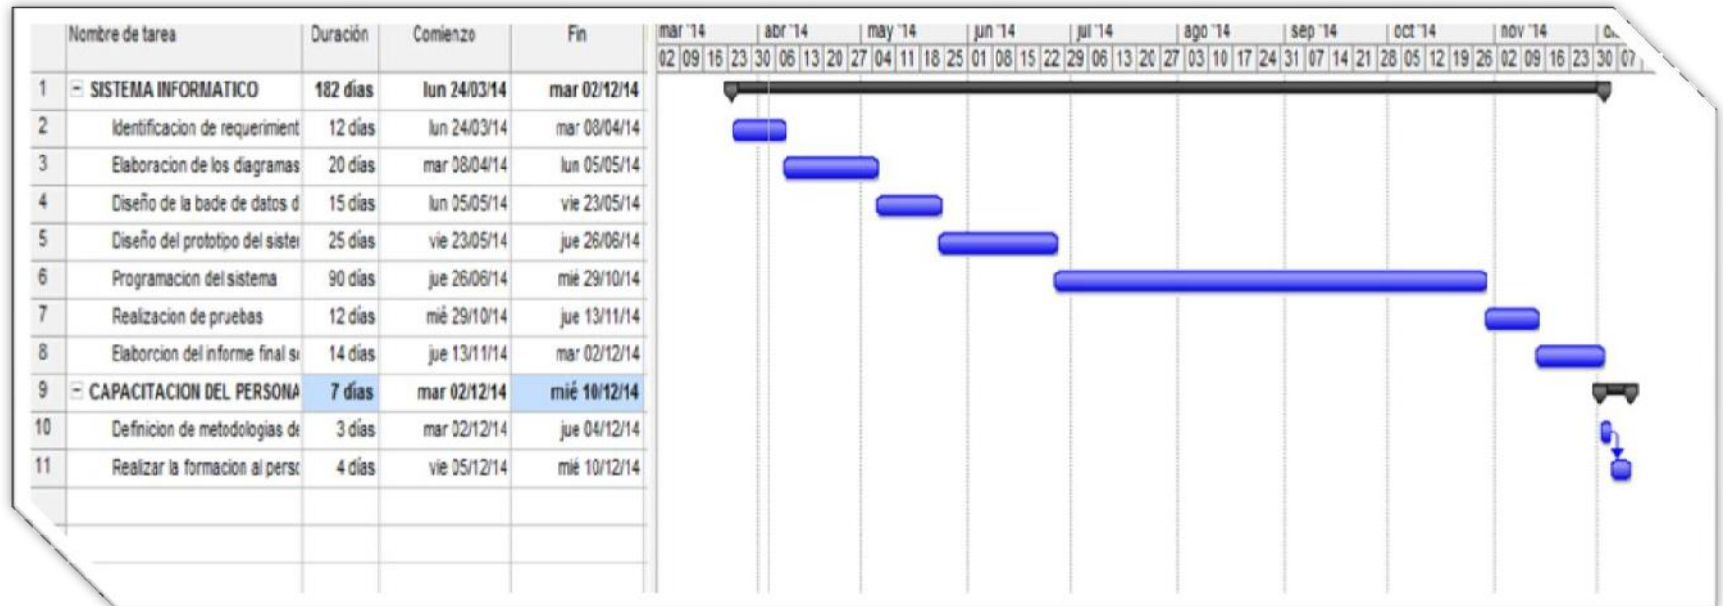 Nombre de tarea Duración Comienzo Fin
mar '14 abr '14 may '14 jun '14 jul '14 ago '14 sep '14 oct '14 nov '14
02 09 16 23 30 06 13 20 27 04 11 18 25 01 08 15 22 29 06 13 20 27 03 10 17 24 31 07 14 21 28 05 12 19 26 02 09 16 23 30 07
1 SISTEMA INFORMATICO 182 días lun 24/03/14 mar 02/12/14
2 Identificacion de requerimient 12 días lun 24/03/14 mar 08/04/14
3 Elaboracion de los diagramas 20 días mar 08/04/14 lun 05/05/14
4 Diseño de la bade de datos d 15 días lun 05/05/14 vie 23/05/14
5 Diseño del prototipo del sister 25 días vie 23/05/14 jue 26/06/14
6 Programacion del sistema 90 días jue 26/06/14 mié 29/10/14
7 Realizacion de pruebas 12 días mié 29/10/14 jue 13/11/14
8 Elaborcion del informe final s 14 días jue 13/11/14 mar 02/12/14
9 CAPACITACION DEL PERSONA 7 días mar 02/12/14 mié 10/12/14
10 Definicion de metodologias de 3 días mar 02/12/14 jue 04/12/14
11 Realizar la formacion al perso 4 días vie 05/12/14 mié 10/12/14